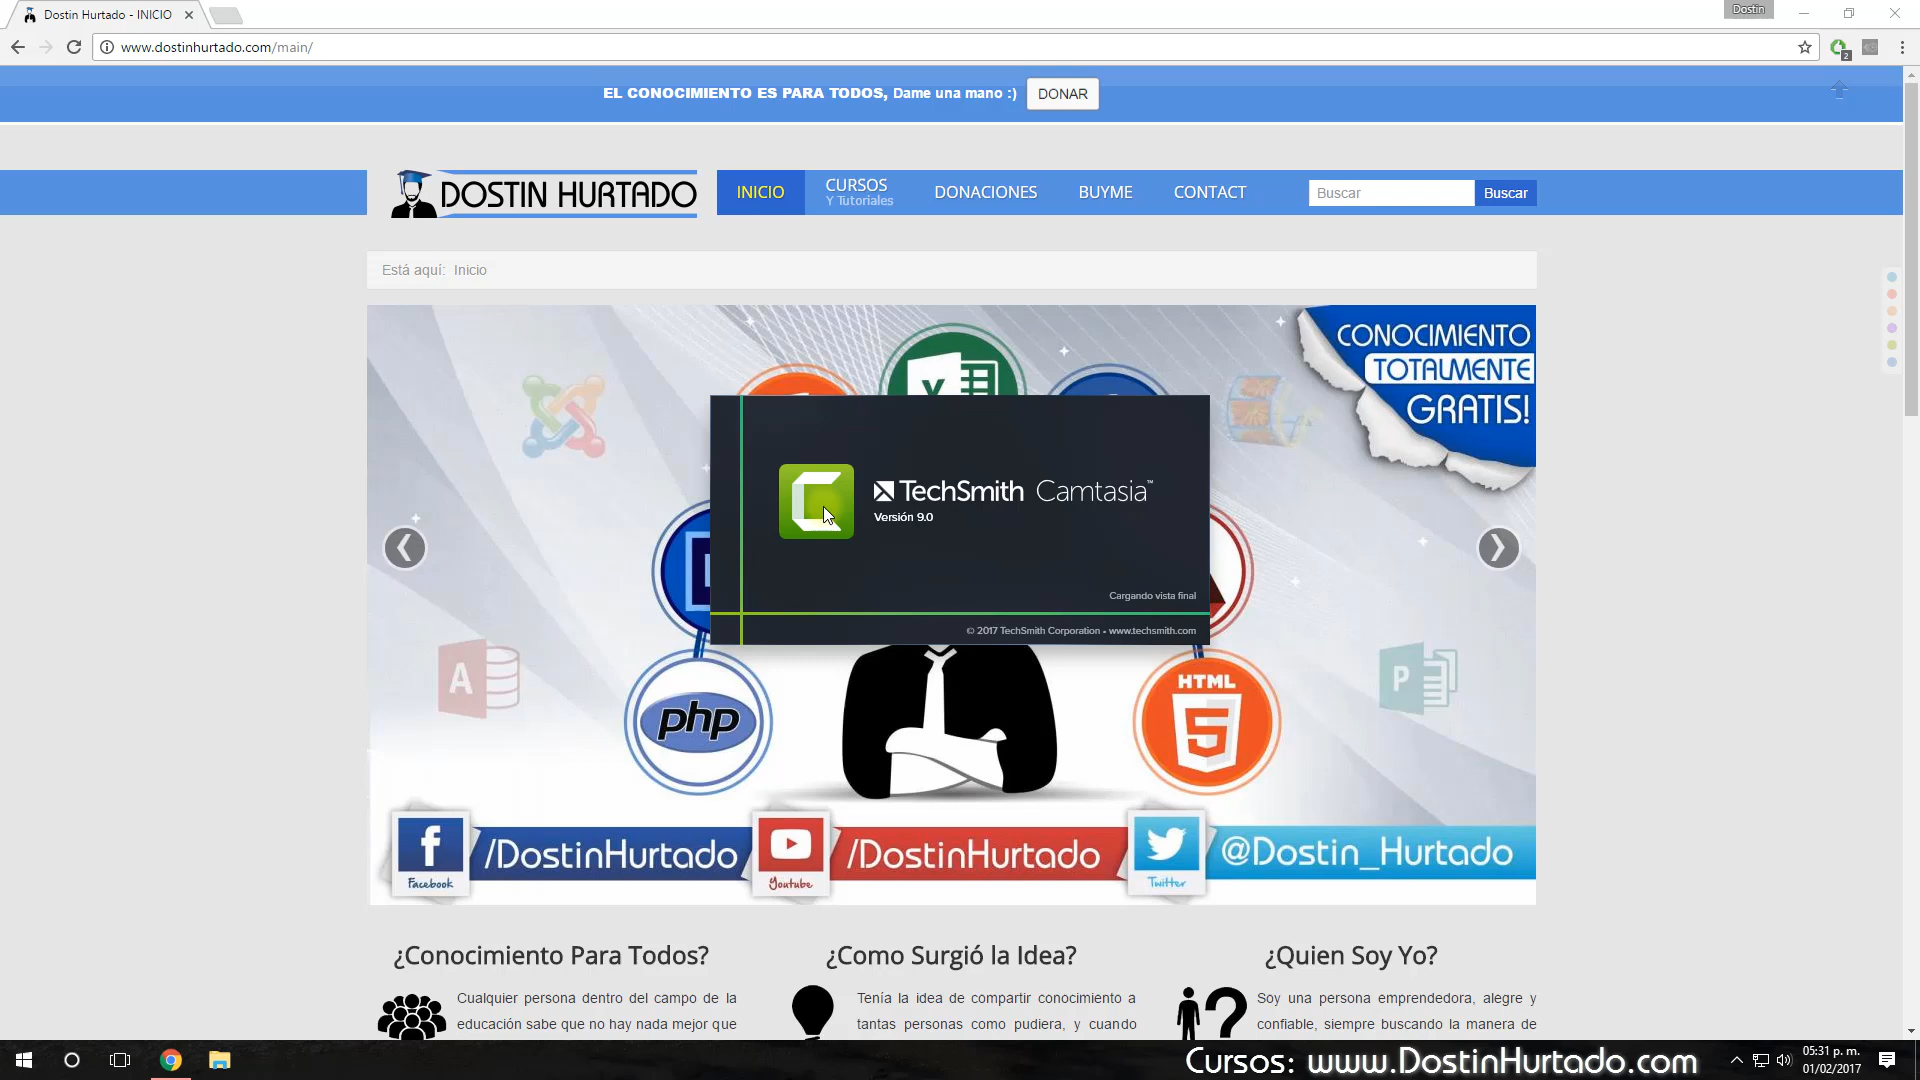 Dostin Hurtado - INICIO
Dostin
www.dostinhurtado.com/main/
2
EL CONOCIMIENTO ES PARA TODOS, Dame una mano :)
DONAR
DOSTIN HURTADO
INICIO
CURSOS
Y Tutoriales
DONACIONES
BUYME
CONTACT
Buscar
Buscar
Está aquí: Inicio
CONOCIMIENTO
TOTALMENTE
GRATIS!
TechSmith Camtasia™
Versión 9.0
Cargando vista final
© 2017 TechSmith Corporation • www.techsmith.com
A
P
php
HTML
5
/DostinHurtado
Facebook
/DostinHurtado
Youtube
@Dostin_Hurtado
Twitter
¿Conocimiento Para Todos?
Cualquier persona dentro del campo de la
educación sabe que no hay nada mejor que
¿Como Surgió la Idea?
Tenía la idea de compartir conocimiento a
tantas personas como pudiera, y cuando
¿Quien Soy Yo?
Soy una persona emprendedora, alegre y
confiable, siempre buscando la manera de
Cursos: www.DostinHurtado.com
05:31 p. m.
01/02/2017